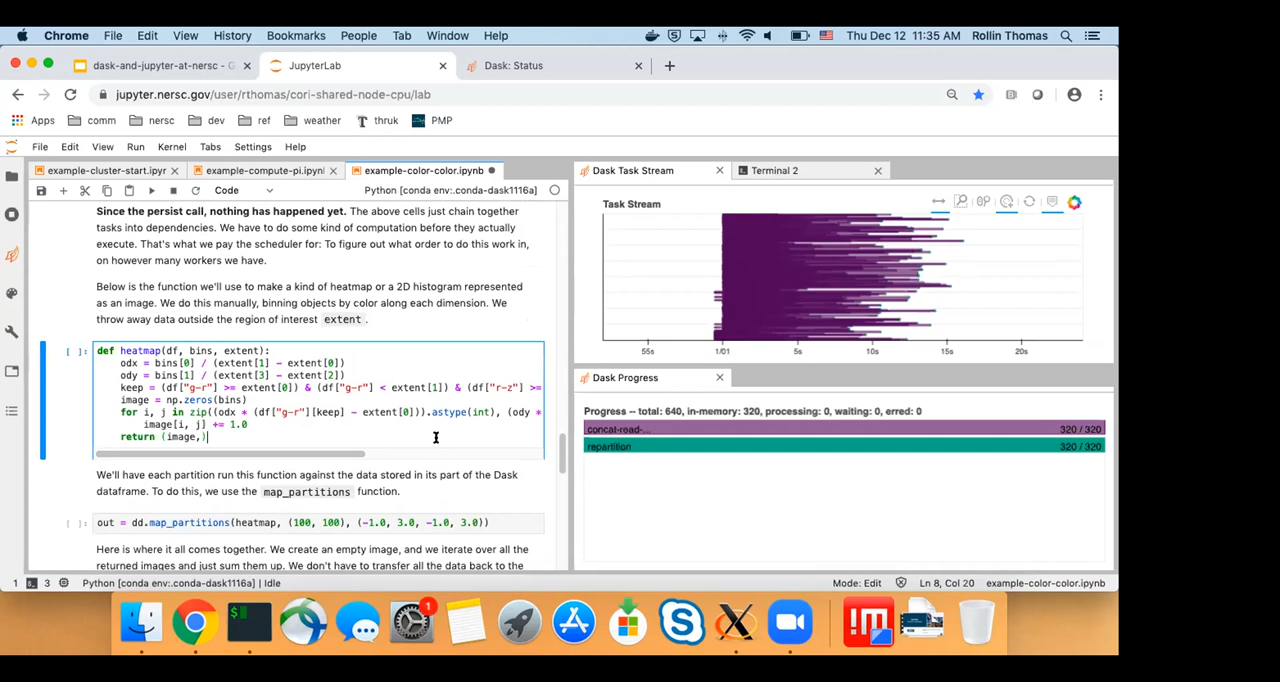 Chrome File Edit View History Bookmarks People Tab Window Help Thu Dec 12 11:35 AM Rollin Thomas
dask-and-jupyter-at-nersc - G JupyterLab Dask: Status
jupyter.nersc.gov/user/rthomas/cori-shared-node-cpu/lab
Apps comm nersc dev ref weather thruk PMP
File Edit View Run Kernel Tabs Settings Help
example-cluster-start.ipyr example-compute-pi.ipynl example-color-color.ipynb
Code Python [conda env:.conda-dask1116a]
Since the persist call, nothing has happened yet. The above cells just chain together
tasks into dependencies. We have to do some kind of computation before they actually
execute. That's what we pay the scheduler for: To figure out what order to do this work in,
on however many workers we have.
Below is the function we'll use to make a kind of heatmap or a 2D histogram represented
as an image. We do this manually, binning objects by color along each dimension. We
throw away data outside the region of interest extent .
[ ]: def heatmap(df, bins, extent):
odx = bins[0] / (extent[1] - extent[0])
ody = bins[1] / (extent[3] - extent[2])
keep = (df["g-r"] >= extent[0]) & (df["g-r"] < extent[1]) & (df["r-z"] >=
image = np.zeros(bins)
for i, j in zip((odx * (df["g-r"][keep] - extent[0])).astype(int), (ody *
image[i, j] += 1.0
return (image,)
We'll have each partition run this function against the data stored in its part of the Dask
dataframe. To do this, we use the map_partitions function.
[ ]: out = dd.map_partitions(heatmap, (100, 100), (-1.0, 3.0, -1.0, 3.0))
Here is where it all comes together. We create an empty image, and we iterate over all the
returned images and just sum them up. We don't have to transfer all the data back to the
Dask Task Stream Terminal 2
Task Stream
55s 1/01 5s 10s 15s 20s
Dask Progress
Progress -- total: 640, in-memory: 320, processing: 0, waiting: 0, erred: 0
concat-read-... 320 / 320
repartition 320 / 320
1 3 Python [conda env:.conda-dask1116a] | Idle Mode: Edit Ln 8, Col 20 example-color-color.ipynb
1